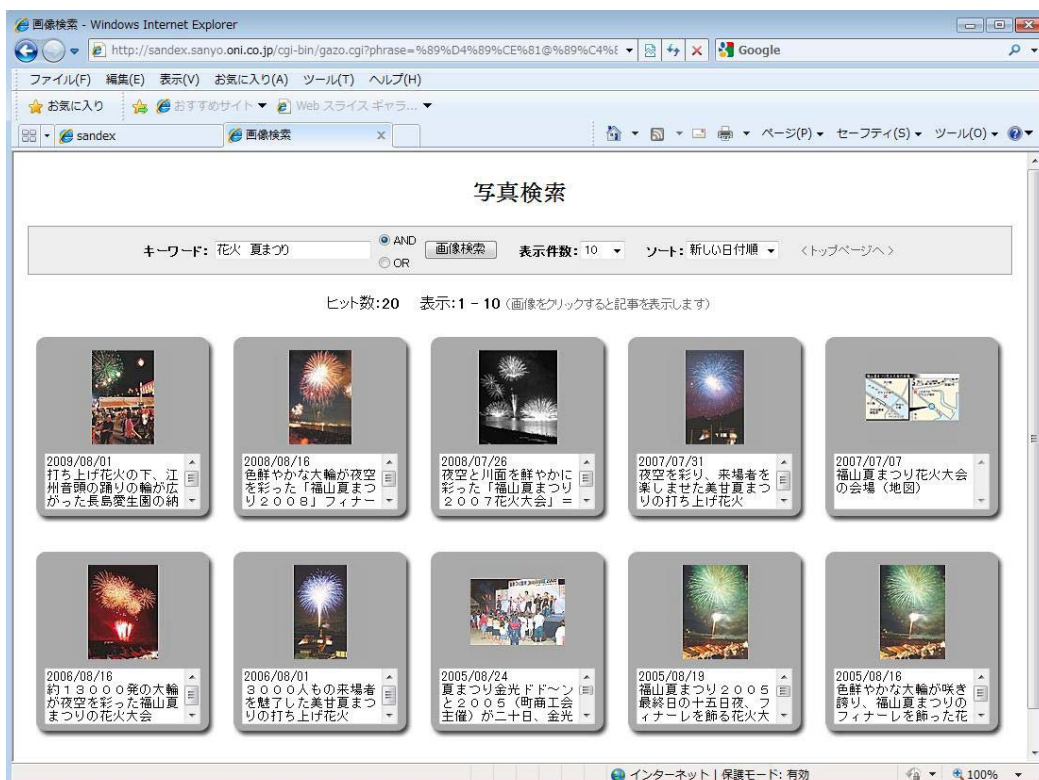 画像検索 - Windows Internet Explorer
http://sandex.sanyo.oni.co.jp/cgi-bin/gazo.cgi?phrase=%89%D4%89%CE%81@%89%C4%8
Google
ファイル(F) 編集(E) 表示(V) お気に入り(A) ツール(T) ヘルプ(H)
お気に入り おすすめサイト Web スライス ギャラ...
sandex 画像検索 ページ(P) セーフティ(S) ツール(O)
写真検索
キーワード: 花火 夏まつり AND OR 画像検索 表示件数: 10 ソート: 新しい日付順 <トップページへ>
ヒット数:20 表示:1 - 10 (画像をクリックすると記事を表示します)
2009/08/01
打ち上げ花火の下、江
州音頭の踊りの輪が広
がった長島愛生園の納
2008/08/16
色鮮やかな大輪が夜空
を彩った「福山夏まつ
り2008」フィナー
2008/07/26
夜空と川面を鮮やかに
彩った「福山夏まつり
2007花火大会」=
2007/07/31
夜空を彩り、来場者を
楽しませた美甘夏まつ
りの打ち上げ花火
2007/07/07
福山夏まつり花火大会
の会場(地図)
2006/08/16
約13000発の大輪
が夜空を彩った福山夏
まつりの花火大会
2006/08/01
3000人もの来場者
を魅了した美甘夏まつ
りの打ち上げ花火
2005/08/24
夏まつり金光ドド~ン
と2005(町商工会
主催)が二十日、金光
2005/08/19
福山夏まつり2005
最終日の十五日夜、フ
ィナーレを飾る花火大
2005/08/16
色鮮やかな大輪が咲き
誇り、福山夏まつりの
フィナーレを飾った花
インターネット | 保護モード: 有効 100%